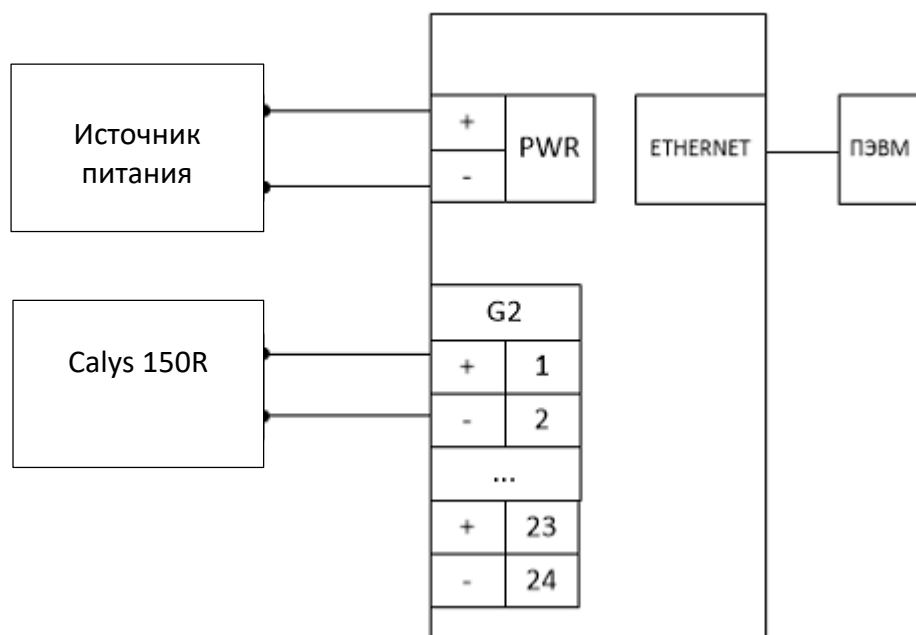 Источник
питания
+
-
PWR
ETHERNET
ПЭВМ
Calys 150R
G2
+ 1
- 2
...
+ 23
- 24